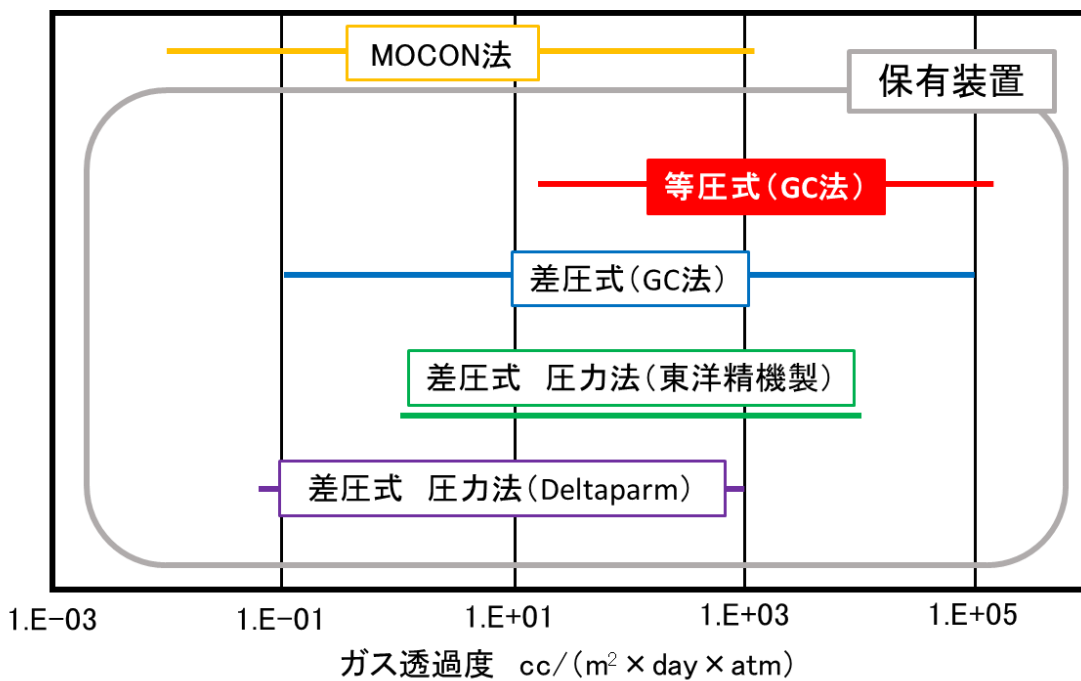 MOCON法
保有装置
等圧式(GC法)
差圧式(GC法)
差圧式 圧力法(東洋精機製)
差圧式 圧力法(Deltaparm)
1.E-03 1.E-01 1.E+01 1.E+03 1.E+05
ガス透過度 cc/(m²×day×atm)